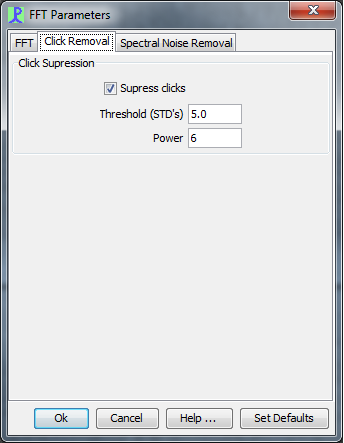 FFT Parameters
FFT Click Removal Spectral Noise Removal
Click Supression
Supress clicks
Threshold (STD's) 5.0
Power 6
Ok Cancel Help ... Set Defaults